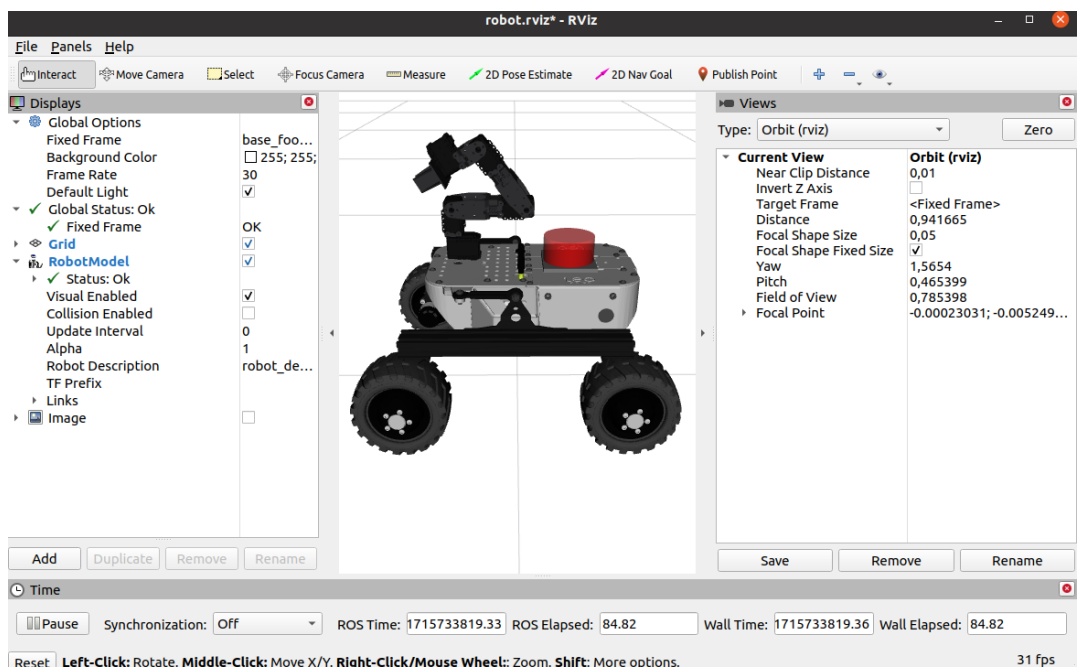 robot.rviz* - RViz
File Panels Help
Interact Move Camera Select Focus Camera Measure 2D Pose Estimate 2D Nav Goal Publish Point
Displays
Global Options
Fixed Frame base_foo...
Background Color 255; 255;
Frame Rate 30
Default Light
Global Status: Ok
Fixed Frame OK
Grid
RobotModel
Status: Ok
Visual Enabled
Collision Enabled
Update Interval 0
Alpha 1
Robot Description robot_de...
TF Prefix
Links
Image
Add Duplicate Remove Rename
Views
Type: Orbit (rviz) Zero
Current View Orbit (rviz)
Near Clip Distance 0,01
Invert Z Axis
Target Frame <Fixed Frame>
Distance 0,941665
Focal Shape Size 0,05
Focal Shape Fixed Size
Yaw 1,5654
Pitch 0,465399
Field of View 0,785398
Focal Point -0.00023031; -0.005249...
Save Remove Rename
Time
Pause Synchronization: Off ROS Time: 1715733819.33 ROS Elapsed: 84.82 Wall Time: 1715733819.36 Wall Elapsed: 84.82
Reset Left-Click: Rotate. Middle-Click: Move X/Y. Right-Click/Mouse Wheel:: Zoom. Shift: More options. 31 fps